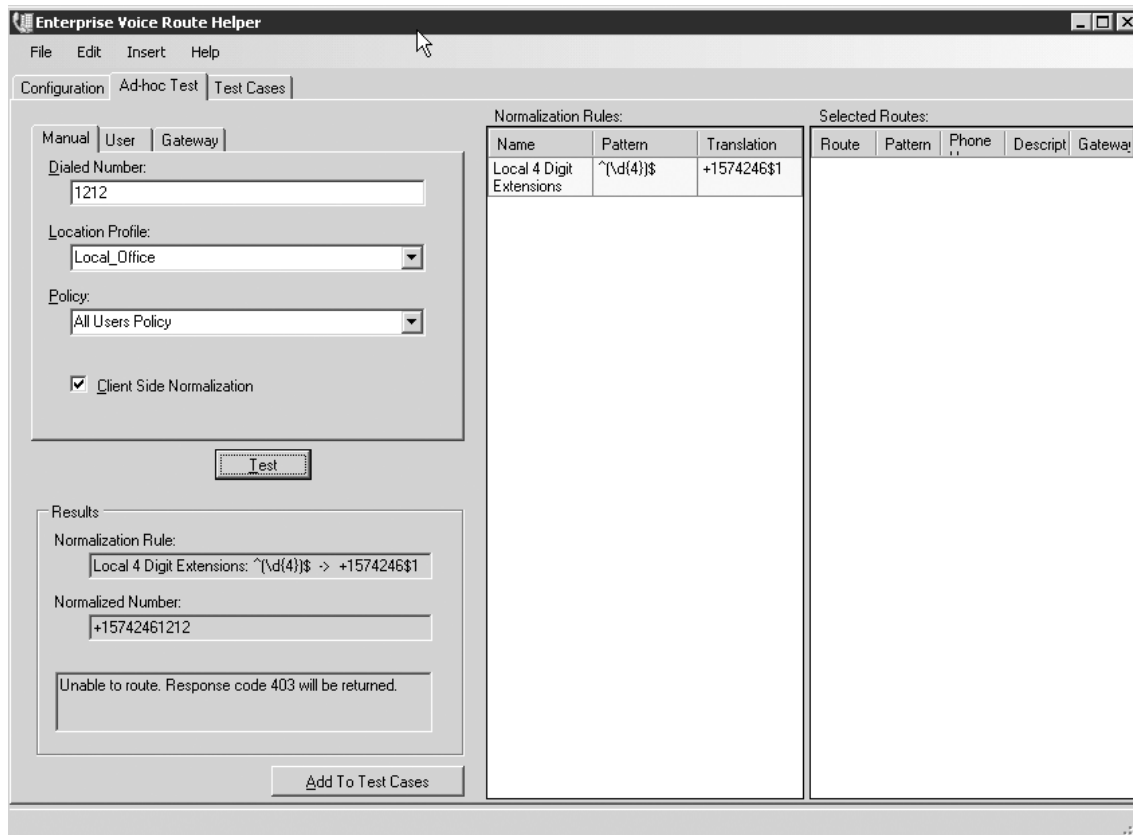 Enterprise Voice Route Helper
File Edit Insert Help
Configuration Ad-hoc Test Test Cases
Manual User Gateway
Dialed Number:
1212
Location Profile:
Local_Office
Policy:
All Users Policy
Client Side Normalization
Test
Results
Normalization Rule:
Local 4 Digit Extensions: ^(\d{4})$ -> +1574246$1
Normalized Number:
+15742461212
Unable to route. Response code 403 will be returned.
Add To Test Cases
Normalization Rules:
Name Pattern Translation
Local 4 Digit ^(\d{4})$ +1574246$1
Extensions
Selected Routes:
Route Pattern Phone Descript Gateway